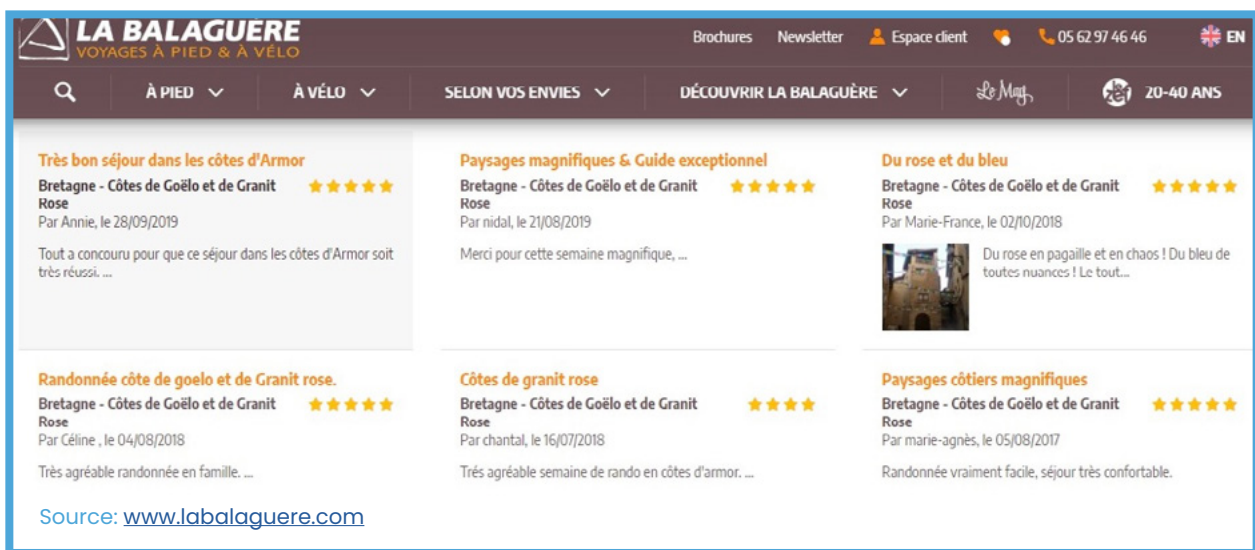 LA BALAGUÈRE
VOYAGES À PIED & À VÉLO
Brochures Newsletter Espace client 05 62 97 46 46 EN
À PIED À VÉLO SELON VOS ENVIES DÉCOUVRIR LA BALAGUÈRE Le Mag 20-40 ANS
Très bon séjour dans les côtes d'Armor
Bretagne - Côtes de Goëlo et de Granit
Rose
Par Annie, le 28/09/2019
Tout a concouru pour que ce séjour dans les côtes d'Armor soit
très réussi. ...
Paysages magnifiques & Guide exceptionnel
Bretagne - Côtes de Goëlo et de Granit
Rose
Par nidal, le 21/08/2019
Merci pour cette semaine magnifique, ...
Du rose et du bleu
Bretagne - Côtes de Goëlo et de Granit
Rose
Par Marie-France, le 02/10/2018
Du rose en pagaille et en chaos ! Du bleu de
toutes nuances ! Le tout...
Randonnée côte de goelo et de Granit rose.
Bretagne - Côtes de Goëlo et de Granit
Rose
Par Céline , le 04/08/2018
Très agréable randonnée en famille. ...
Côtes de granit rose
Bretagne - Côtes de Goëlo et de Granit
Rose
Par chantal, le 16/07/2018
Trés agréable semaine de rando en côtes d'armor. ...
Paysages côtiers magnifiques
Bretagne - Côtes de Goëlo et de Granit
Rose
Par marie-agnès, le 05/08/2017
Randonnée vraiment facile, séjour très confortable.
Source: www.labalaguere.com